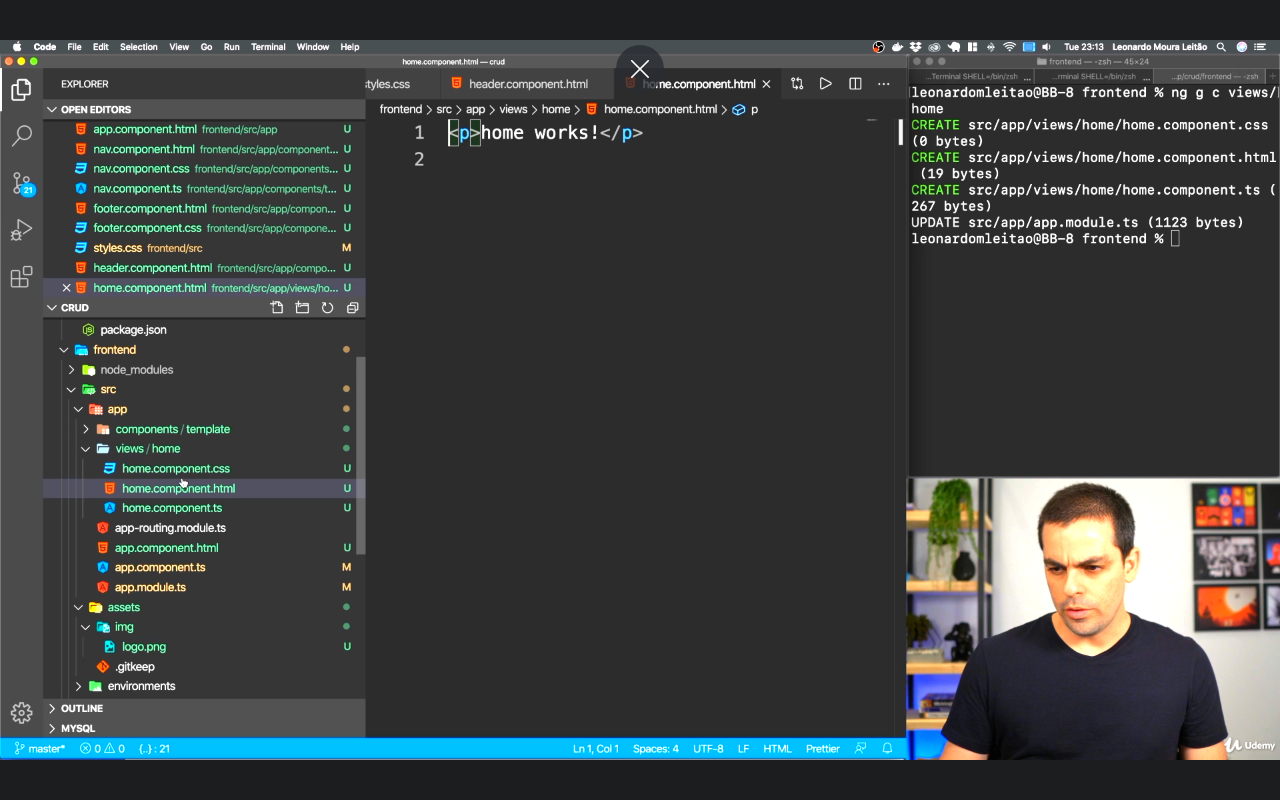 Code File Edit Selection View Go Run Terminal Window Help
Tue 23:13 Leonardo Moura Leitão
home.component.html — crud
frontend — -zsh — 45×24
EXPLORER
styles.css
header.component.html
home.component.html
...Terminal SHELL=/bin/zsh ...
...rminal SHELL=/bin/zsh ...
...p/crud/frontend — -zsh
OPEN EDITORS
frontend > src > app > views > home > home.component.html > p
app.component.html frontend/src/app U
nav.component.html frontend/src/app/component... U
nav.component.css frontend/src/app/components... U
nav.component.ts frontend/src/app/components/t... U
footer.component.html frontend/src/app/compon... U
footer.component.css frontend/src/app/compone... U
styles.css frontend/src M
header.component.html frontend/src/app/compo... U
home.component.html frontend/src/app/views/ho... U
21
CRUD
package.json
frontend
node_modules
src
app
components / template
views / home
home.component.css U
home.component.html U
home.component.ts U
app-routing.module.ts
app.component.html U
app.component.ts M
app.module.ts M
assets
img
logo.png U
.gitkeep
environments
OUTLINE
MYSQL
1 <p>home works!</p>
2
leonardomleitao@BB-8 frontend % ng g c views/
home
CREATE src/app/views/home/home.component.css
(0 bytes)
CREATE src/app/views/home/home.component.html
(19 bytes)
CREATE src/app/views/home/home.component.ts (
267 bytes)
UPDATE src/app/app.module.ts (1123 bytes)
leonardomleitao@BB-8 frontend %
master* 0 0 {..} : 21 Ln 1, Col 1 Spaces: 4 UTF-8 LF HTML Prettier
Udemy